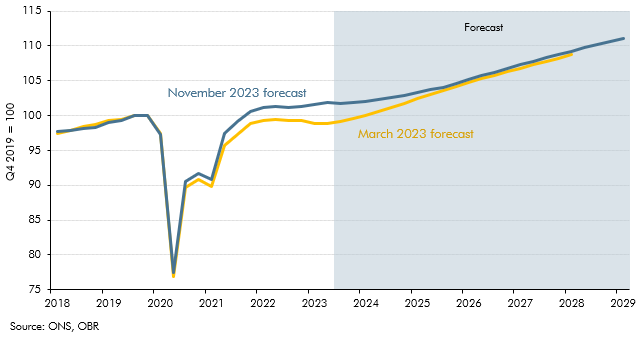 115
110
105
100
95
90
85
80
75
Q4 2019 = 100
Forecast
November 2023 forecast
March 2023 forecast
2018 2019 2020 2021 2022 2023 2024 2025 2026 2027 2028 2029
Source: ONS, OBR